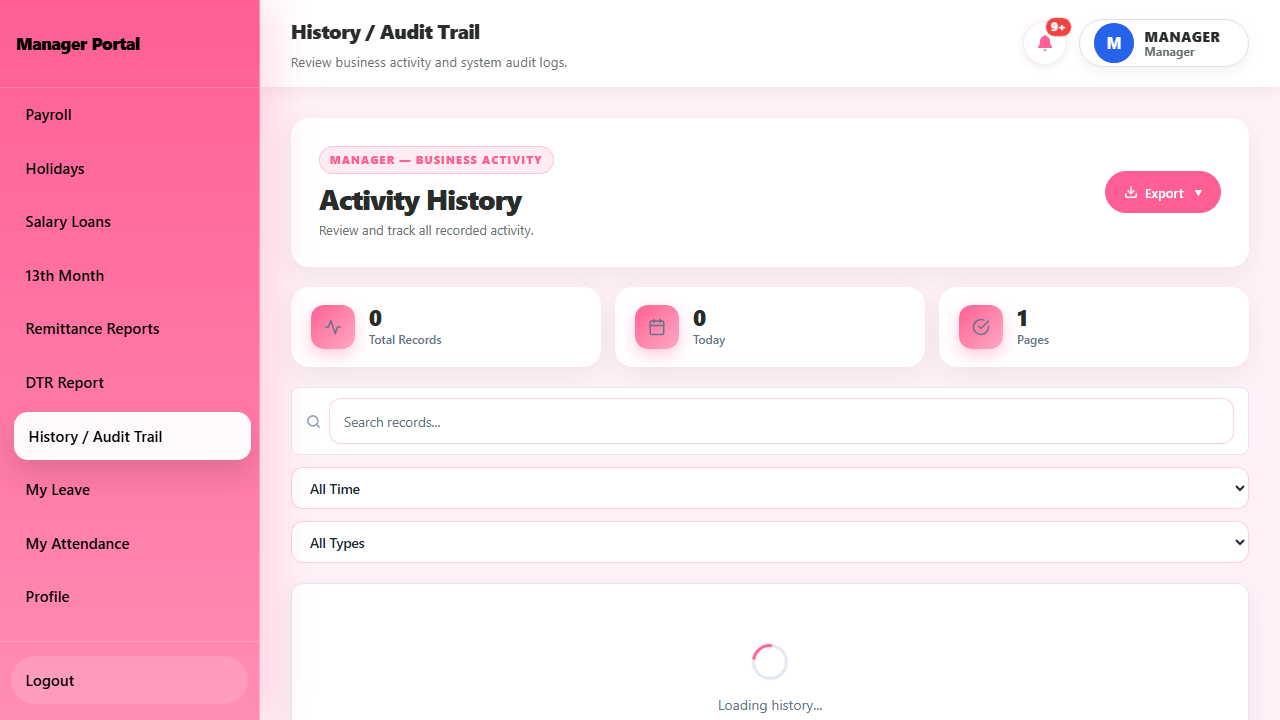 Manager Portal
Payroll
Holidays
Salary Loans
13th Month
Remittance Reports
DTR Report
History / Audit Trail
My Leave
My Attendance
Profile
Logout
History / Audit Trail
Review business activity and system audit logs.
9+
M
MANAGER
Manager
MANAGER — BUSINESS ACTIVITY
Activity History
Review and track all recorded activity.
Export
0
Total Records
0
Today
1
Pages
Search records...
All Time
All Types
Loading history...